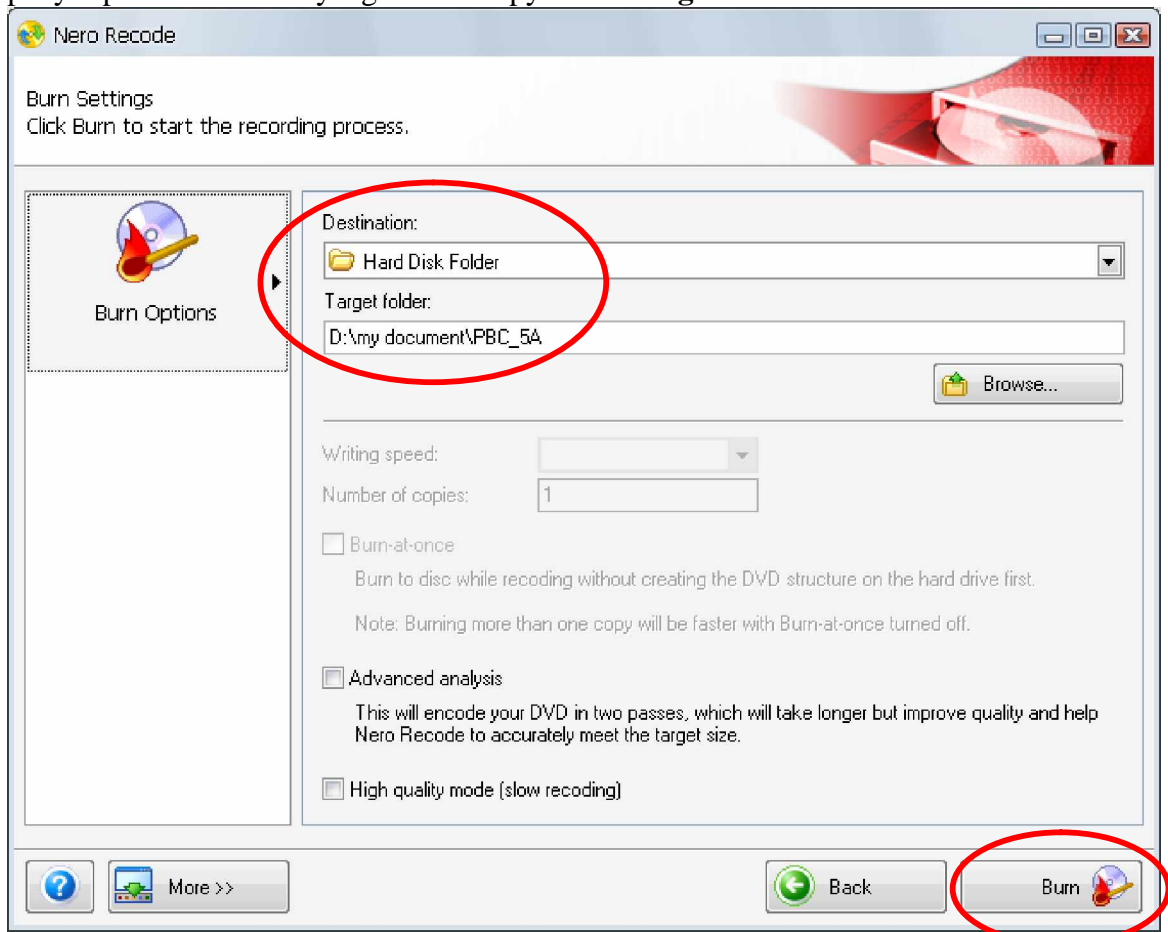 Nero Recode
Burn Settings
Click Burn to start the recording process.
Burn Options
Destination:
Hard Disk Folder
Target folder:
D:\my document\PBC_5A
Browse...
Writing speed:
Number of copies: 1
Burn-at-once
Burn to disc while recoding without creating the DVD structure on the hard drive first.
Note: Burning more than one copy will be faster with Burn-at-once turned off.
Advanced analysis
This will encode your DVD in two passes, which will take longer but improve quality and help
Nero Recode to accurately meet the target size.
High quality mode (slow recoding)
More >>
Back
Burn